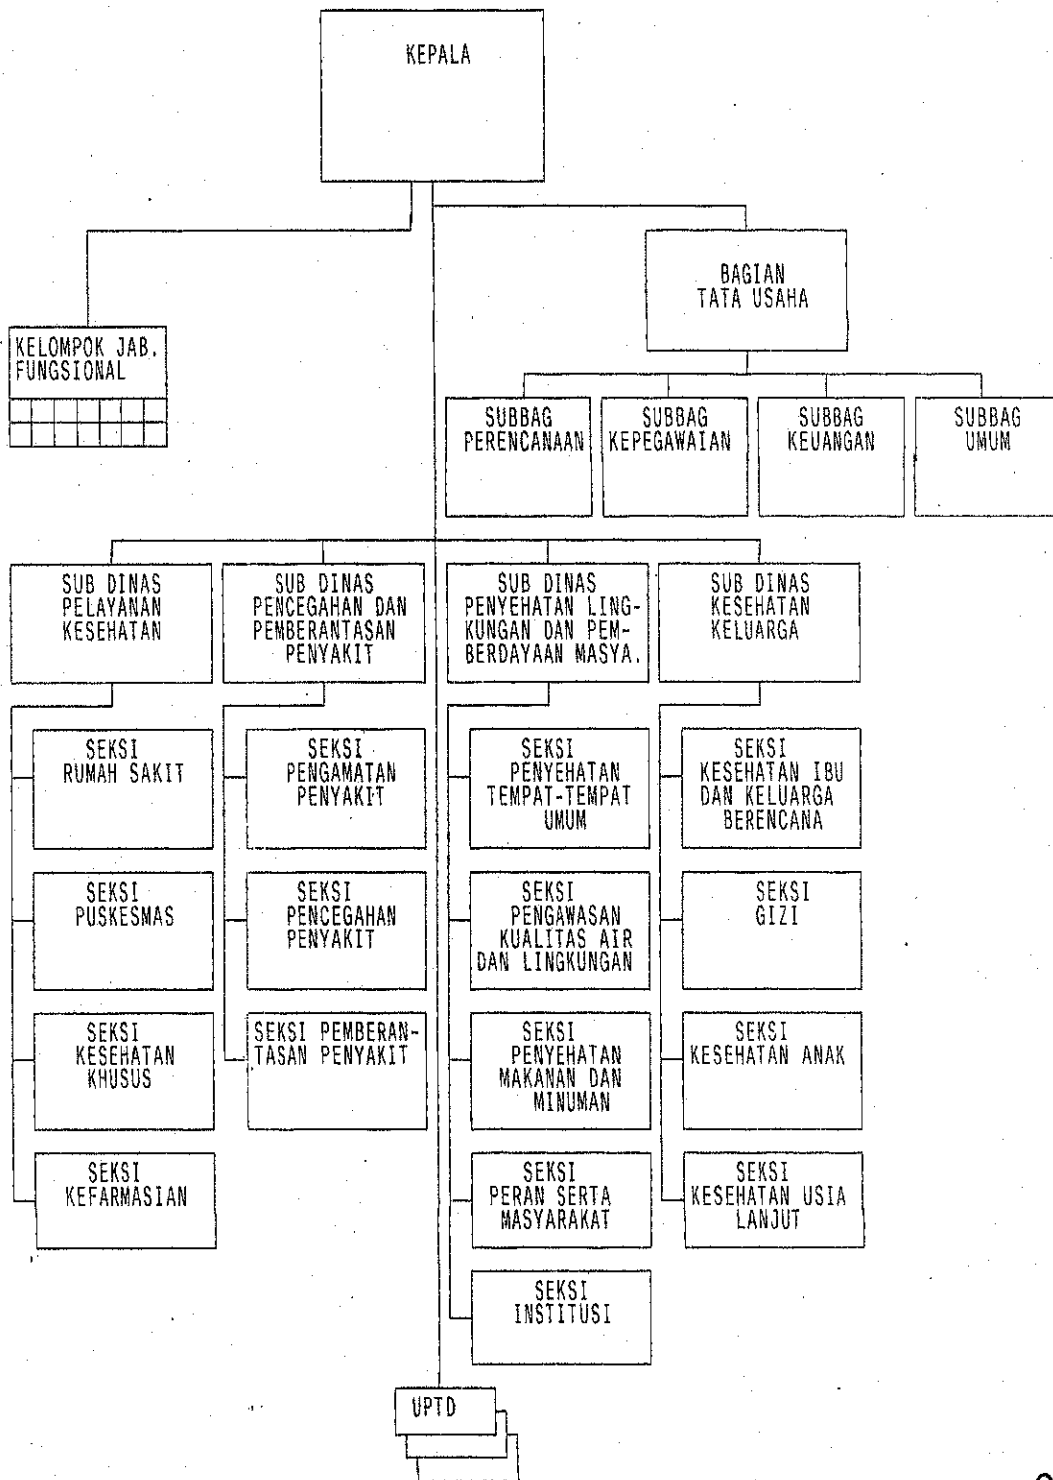 KEPALA
BAGIAN
TATA USAHA
KELOMPOK JAB.
FUNGSIONAL
SUBBAG
PERENCANAAN
SUBBAG
KEPEGAWAIAN
SUBBAG
KEUANGAN
SUBBAG
UMUM
SUB DINAS
PELAYANAN
KESEHATAN
SUB DINAS
PENCEGAHAN DAN
PEMBERANTASAN
PENYAKIT
SUB DINAS
PENYEHATAN LING-
KUNGAN DAN PEM-
BERDAYAAN MASYA.
SUB DINAS
KESEHATAN
KELUARGA
SEKSI
RUMAH SAKIT
SEKSI
PENGAMATAN
PENYAKIT
SEKSI
PENYEHATAN
TEMPAT-TEMPAT
UMUM
SEKSI
KESEHATAN IBU
DAN KELUARGA
BERENCANA
SEKSI
PUSKESMAS
SEKSI
PENCEGAHAN
PENYAKIT
SEKSI
PENGAWASAN
KUALITAS AIR
DAN LINGKUNGAN
SEKSI
GIZI
SEKSI
KESEHATAN
KHUSUS
SEKSI PEMBERAN-
TASAN PENYAKIT
SEKSI
PENYEHATAN
MAKANAN DAN
MINUMAN
SEKSI
KESEHATAN ANAK
SEKSI
KEFARMASIAN
SEKSI
PERAN SERTA
MASYARAKAT
SEKSI
KESEHATAN USIA
LANJUT
SEKSI
INSTITUSI
UPTD